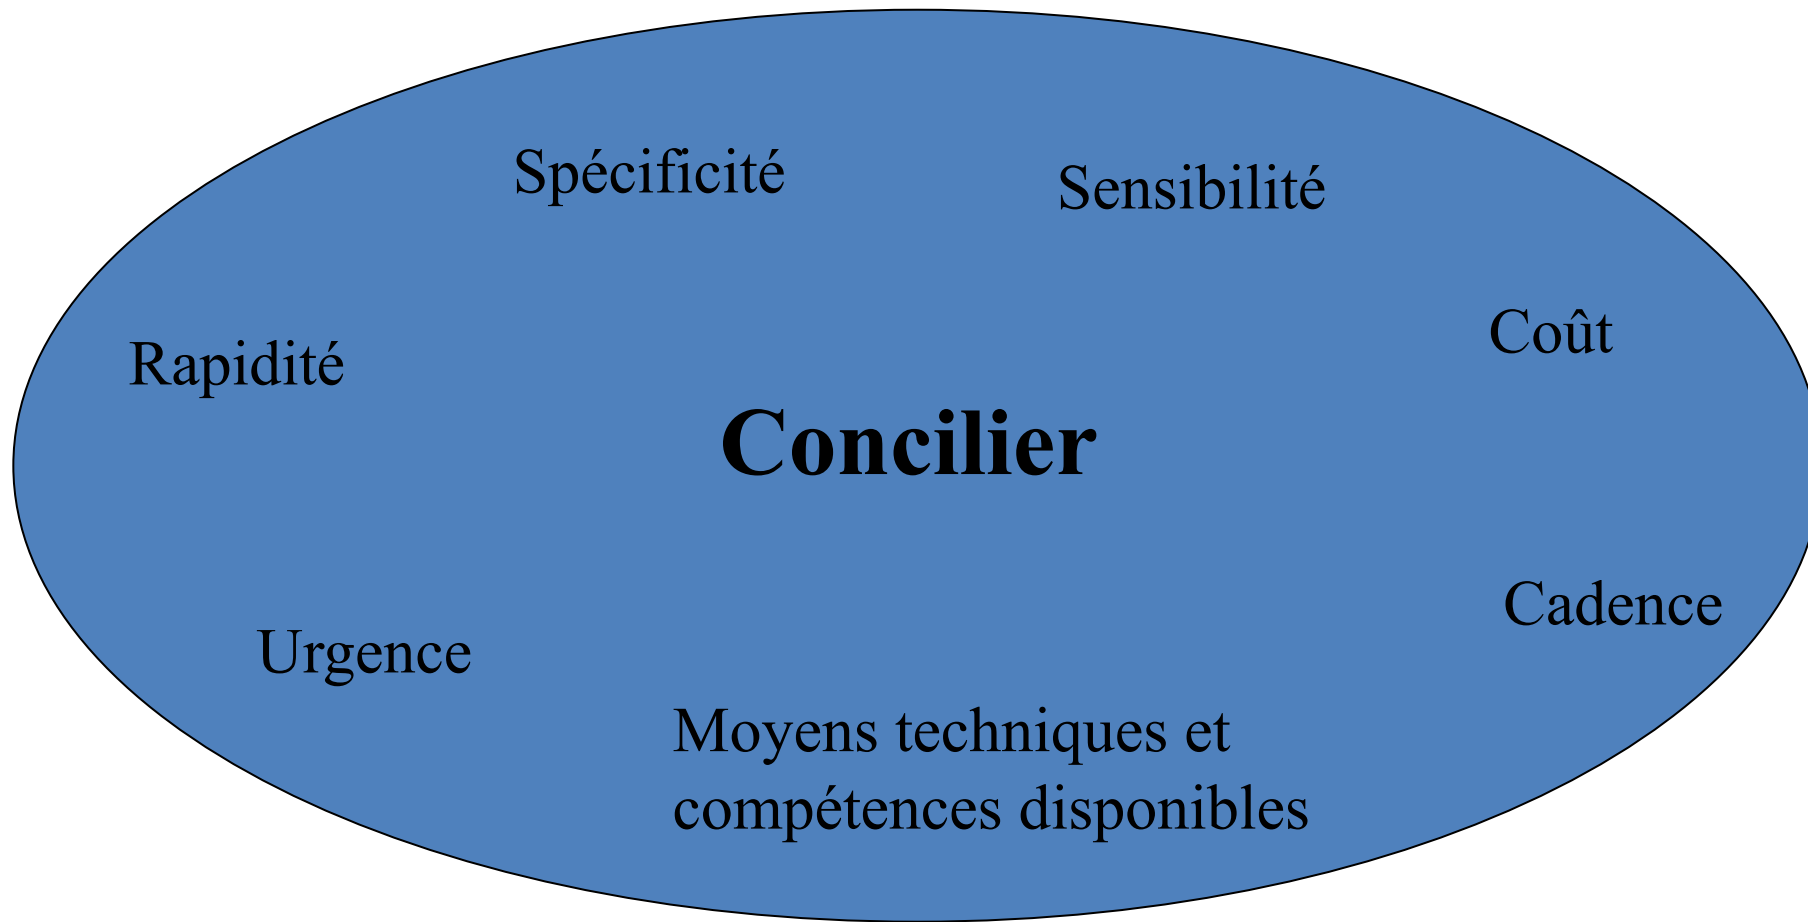 Spécificité
Sensibilité
Coût
Rapidité
Concilier
Cadence
Urgence
Moyens techniques et
compétences disponibles